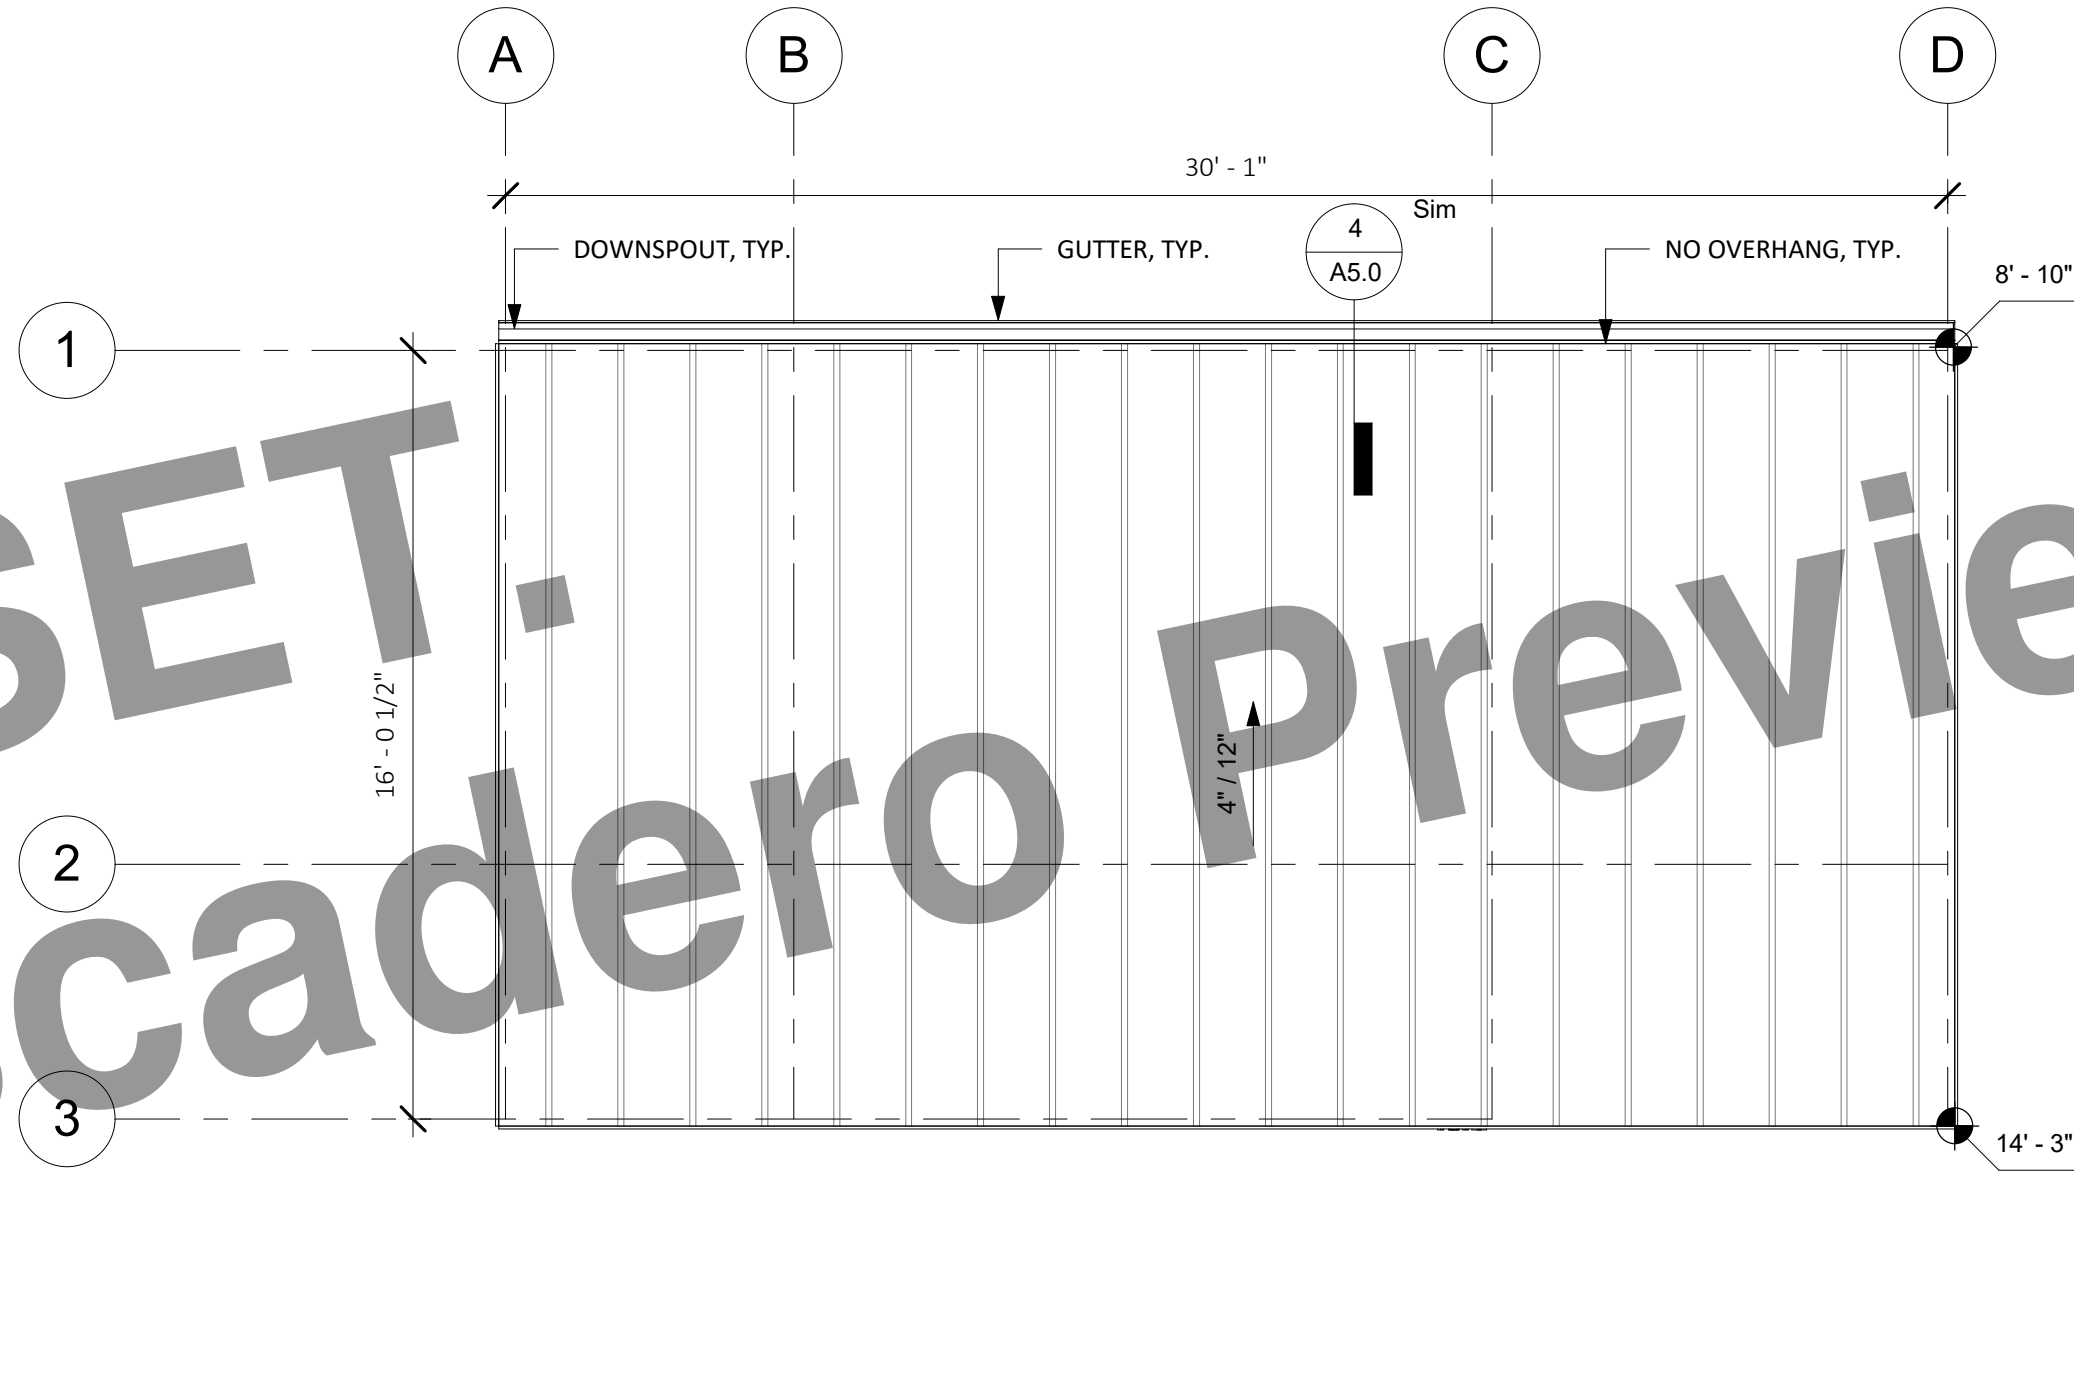 A B C D
30' - 1"
Sim
4
A5.0
DOWNSPOUT, TYP.
GUTTER, TYP.
NO OVERHANG, TYP.
8' - 10"
1
SET.
16' - 0 1/2"
4" / 12"
2
cadero Previe
3
14' - 3"